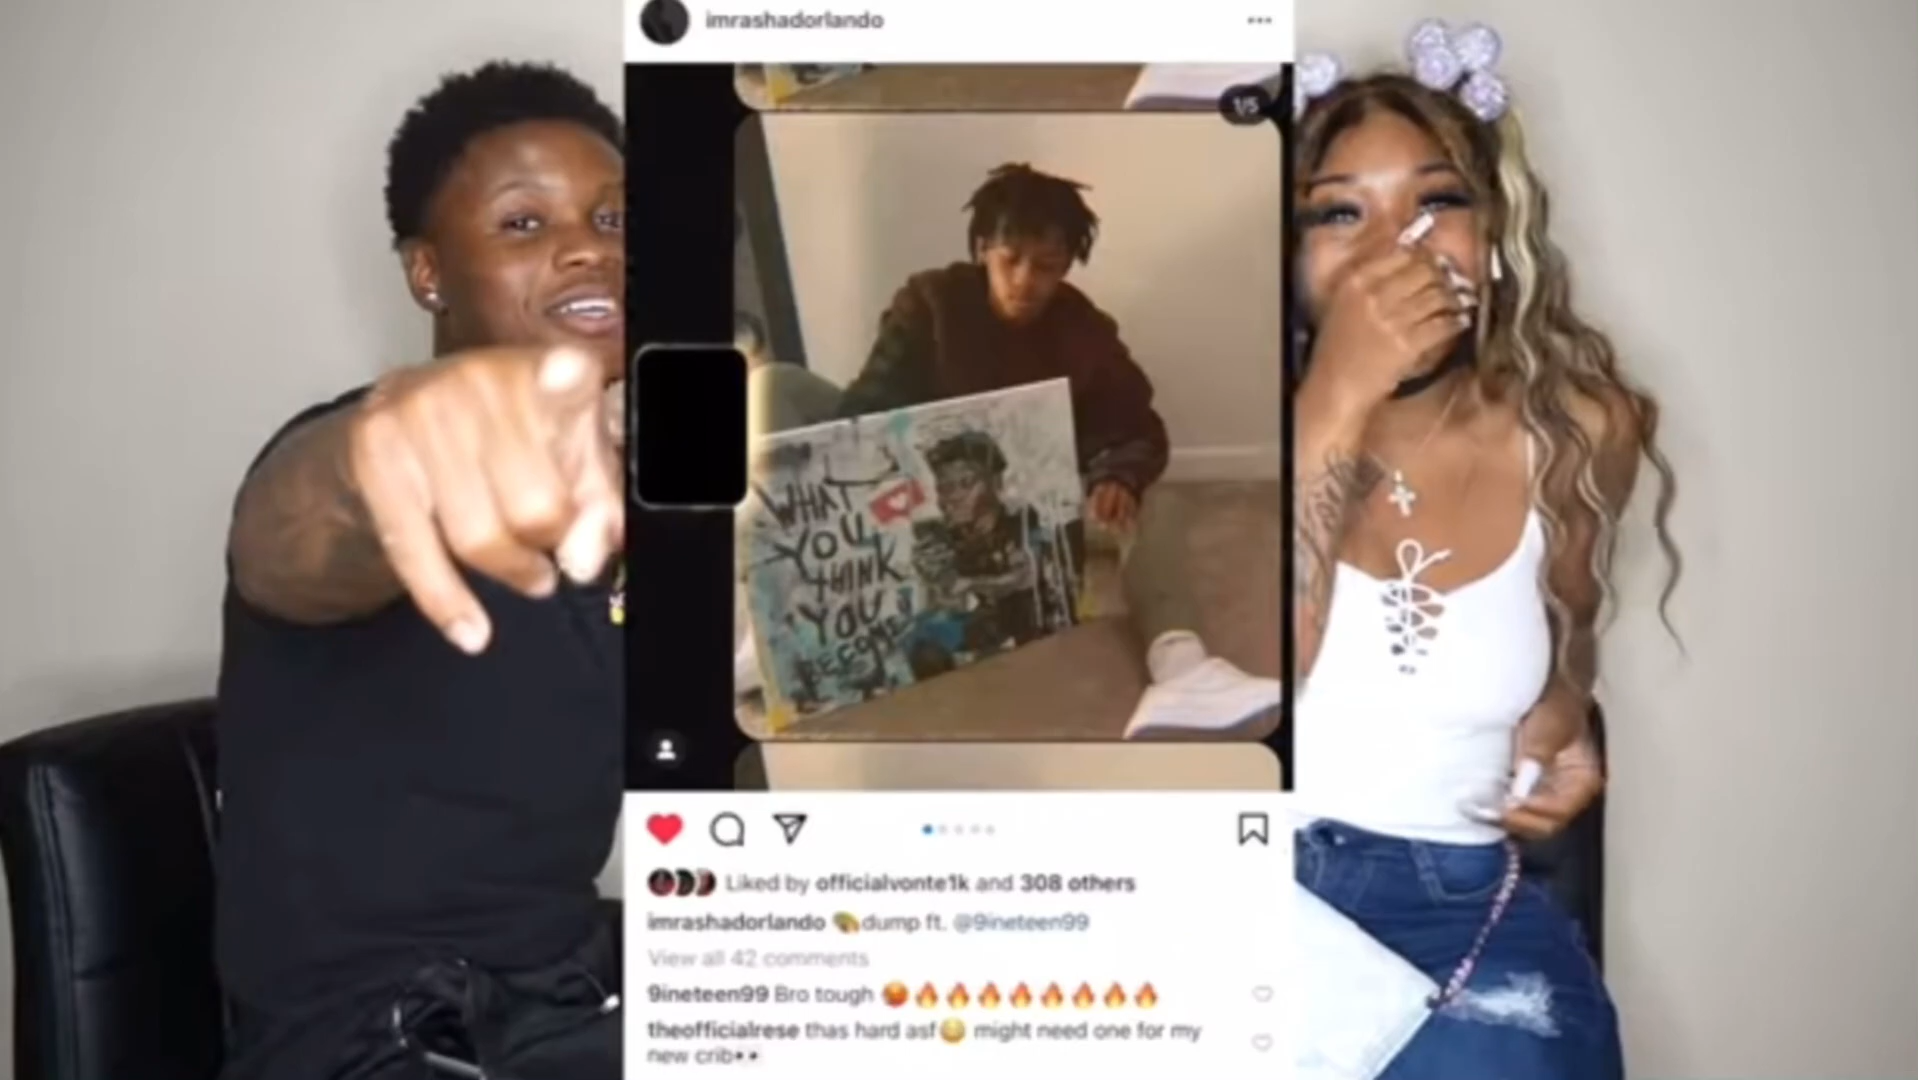 imrashadorlando
1/5
WHAT
YOU
THINK
YOU
BECOME
Liked by officialvonte1k and 308 others
imrashadorlando 🎨dump ft. @9ineteen99
View all 42 comments
9ineteen99 Bro tough 🥵🔥🔥🔥🔥🔥🔥🔥🔥
theofficialrese thas hard asf😳 might need one for my
new crib👀